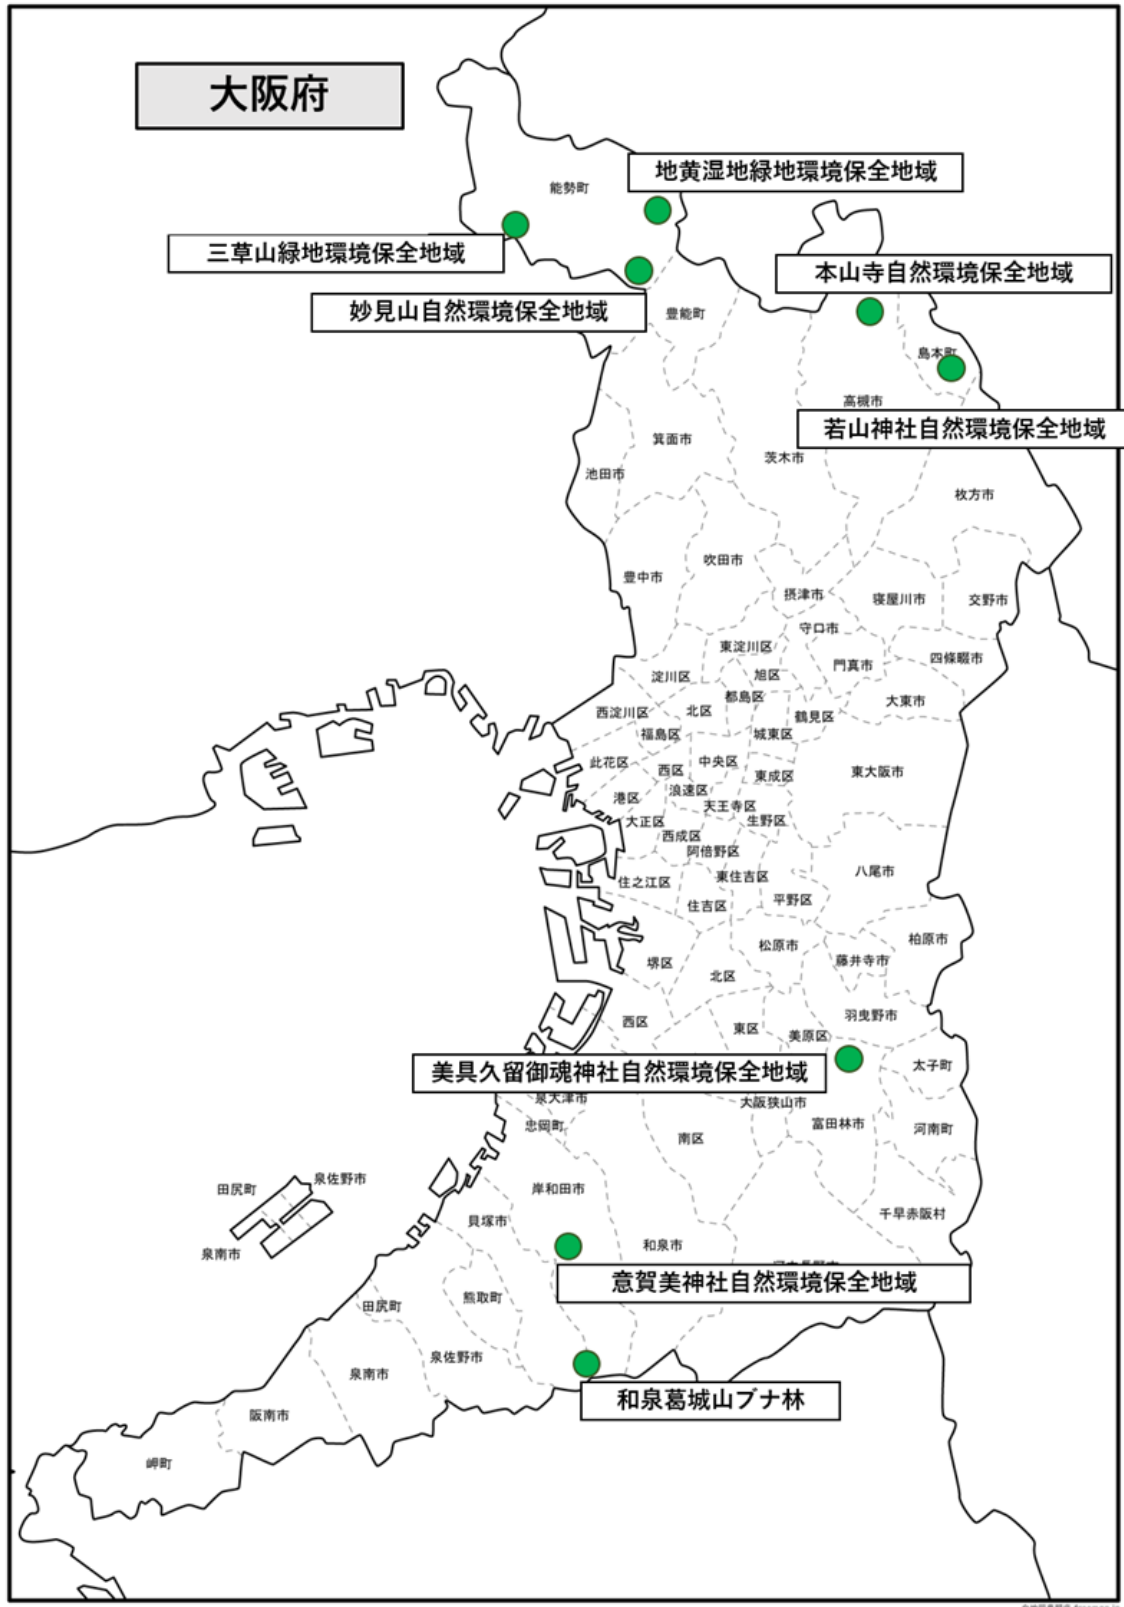 大阪府
地黄湿地緑地環境保全地域
能勢町
三草山緑地環境保全地域
本山寺自然環境保全地域
妙見山自然環境保全地域
豊能町
島本町
高槻市
若山神社自然環境保全地域
箕面市
茨木市
池田市
枚方市
吹田市
豊中市
摂津市
寝屋川市
交野市
守口市
東淀川区
門真市
四條畷市
淀川区
旭区
都島区
大東市
西淀川区
北区
鶴見区
福島区
城東区
此花区
中央区
西区
東成区
東大阪市
浪速区
港区
天王寺区
大正区
生野区
西成区
阿倍野区
八尾市
東住吉区
住之江区
平野区
住吉区
柏原市
松原市
藤井寺市
堺区
北区
羽曳野市
西区
東区
美原区
太子町
美具久留御魂神社自然環境保全地域
泉大津市
大阪狭山市
忠岡町
富田林市
河南町
南区
泉佐野市
田尻町
岸和田市
千早赤阪村
貝塚市
和泉市
泉南市
意賀美神社自然環境保全地域
熊取町
田尻町
泉佐野市
泉南市
和泉葛城山ブナ林
阪南市
岬町